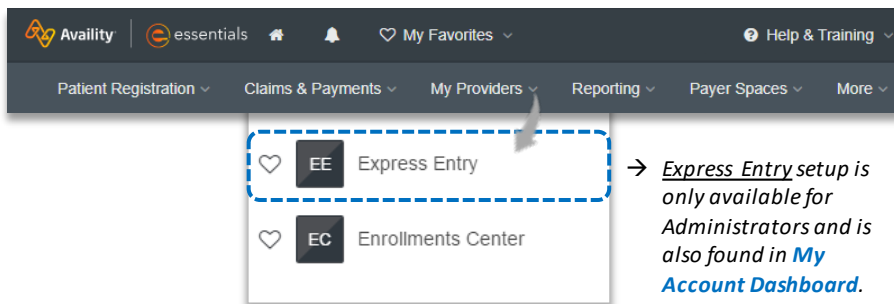 Availity essentials My Favorites Help & Training
Patient Registration Claims & Payments My Providers Reporting Payer Spaces More
EE Express Entry
EC Enrollments Center
→ Express Entry setup is
only available for
Administrators and is
also found in My
Account Dashboard.